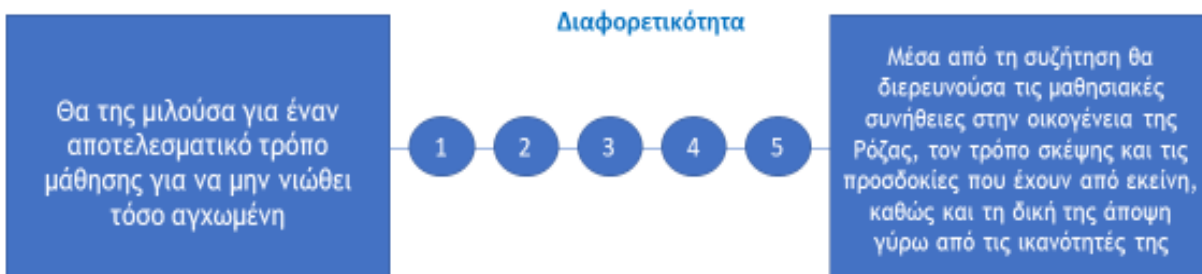 Διαφορετικότητα
Θα της μιλούσα για έναν
αποτελεσματικό τρόπο
μάθησης για να μην νιώθει
τόσο αγχωμένη
1 2 3 4 5
Μέσα από τη συζήτηση θα
διερευνούσα τις μαθησιακές
συνήθειες στην οικογένεια της
Ρόζας, τον τρόπο σκέψης και τις
προσδοκίες που έχουν από εκείνη,
καθώς και τη δική της άποψη
γύρω από τις ικανότητές της